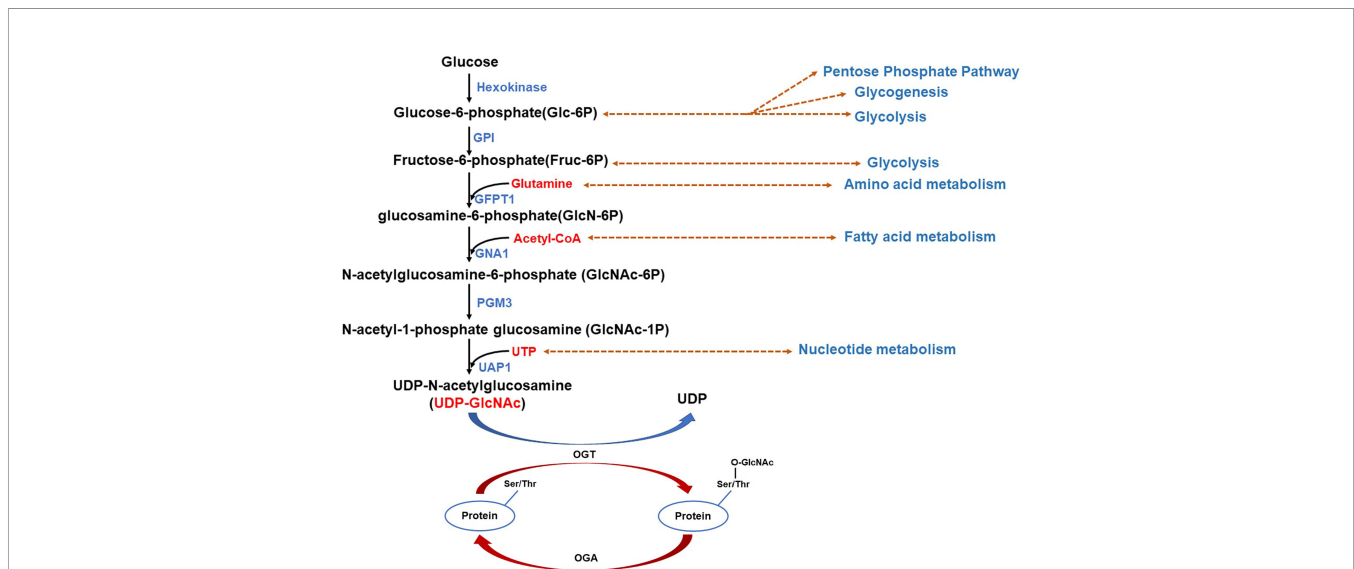 Glucose
Hexokinase
Pentose Phosphate Pathway
Glycogenesis
Glucose-6-phosphate(Glc-6P)
Glycolysis
GPI
Fructose-6-phosphate(Fruc-6P)
Glycolysis
Glutamine
Amino acid metabolism
GFPT1
glucosamine-6-phosphate(GlcN-6P)
Acetyl-CoA
Fatty acid metabolism
GNA1
N-acetylglucosamine-6-phosphate (GlcNAc-6P)
PGM3
N-acetyl-1-phosphate glucosamine (GlcNAc-1P)
UTP
Nucleotide metabolism
UAP1
UDP-N-acetylglucosamine
(UDP-GlcNAc)
UDP
OGT
O-GlcNAc
Ser/Thr
Ser/Thr
Protein
Protein
OGA